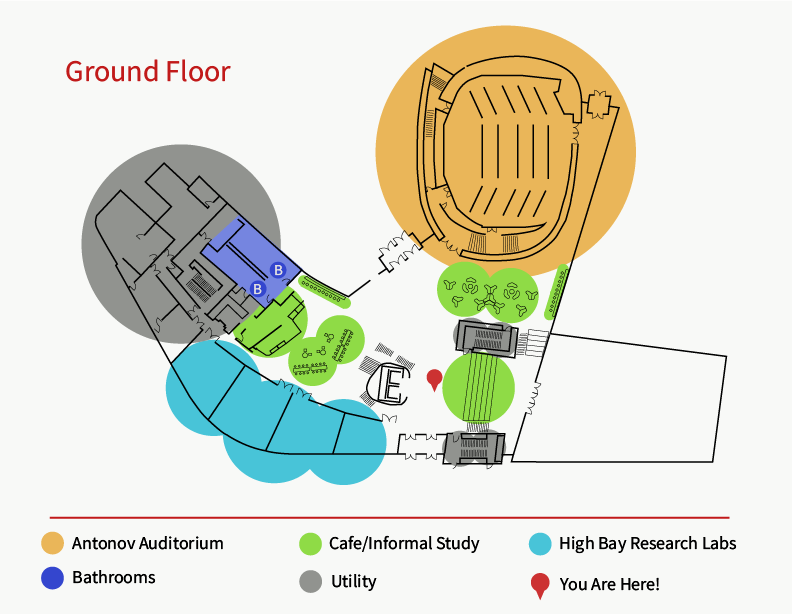 Ground Floor
B
B
E
Antonov Auditorium
Cafe/Informal Study
High Bay Research Labs
Bathrooms
Utility
You Are Here!